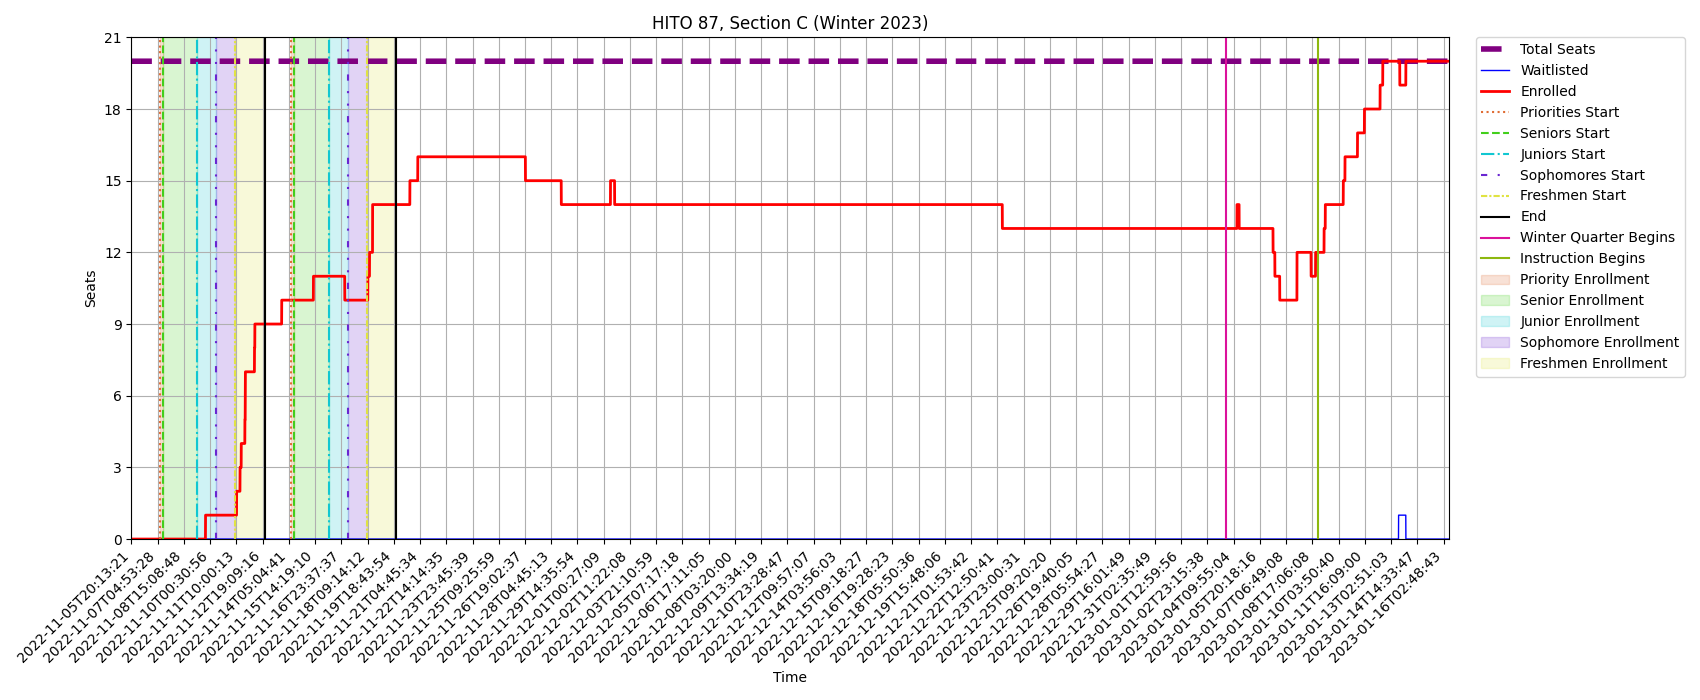 HITO 87, Section C (Winter 2023)
Seats
21
18
15
12
9
6
3
0
2022-11-05T20:13:21
2022-11-07T04:53:28
2022-11-08T15:08:48
2022-11-10T00:30:56
2022-11-11T10:00:13
2022-11-12T19:09:16
2022-11-14T05:04:41
2022-11-15T14:19:10
2022-11-16T23:37:37
2022-11-18T09:14:12
2022-11-19T18:43:54
2022-11-21T04:45:34
2022-11-22T14:14:35
2022-11-23T23:45:39
2022-11-25T09:25:59
2022-11-26T19:02:37
2022-11-28T04:45:13
2022-11-29T14:35:54
2022-12-01T00:27:09
2022-12-02T11:22:08
2022-12-03T21:10:59
2022-12-05T07:17:18
2022-12-06T17:11:05
2022-12-08T03:20:00
2022-12-09T13:34:19
2022-12-10T23:28:47
2022-12-12T09:57:07
2022-12-14T03:56:03
2022-12-15T09:18:27
2022-12-16T19:28:23
2022-12-18T05:50:36
2022-12-19T15:48:06
2022-12-21T01:53:42
2022-12-22T12:50:41
2022-12-23T23:00:31
2022-12-25T09:20:20
2022-12-26T19:40:05
2022-12-28T05:54:27
2022-12-29T16:01:49
2022-12-31T02:35:49
2023-01-01T12:59:56
2023-01-02T23:15:38
2023-01-04T09:55:04
2023-01-05T20:18:16
2023-01-07T06:49:08
2023-01-08T17:06:08
2023-01-10T03:50:40
2023-01-11T16:09:00
2023-01-13T02:51:03
2023-01-14T14:33:47
2023-01-16T02:48:43
Time
Total Seats
Waitlisted
Enrolled
Priorities Start
Seniors Start
Juniors Start
Sophomores Start
Freshmen Start
End
Winter Quarter Begins
Instruction Begins
Priority Enrollment
Senior Enrollment
Junior Enrollment
Sophomore Enrollment
Freshmen Enrollment